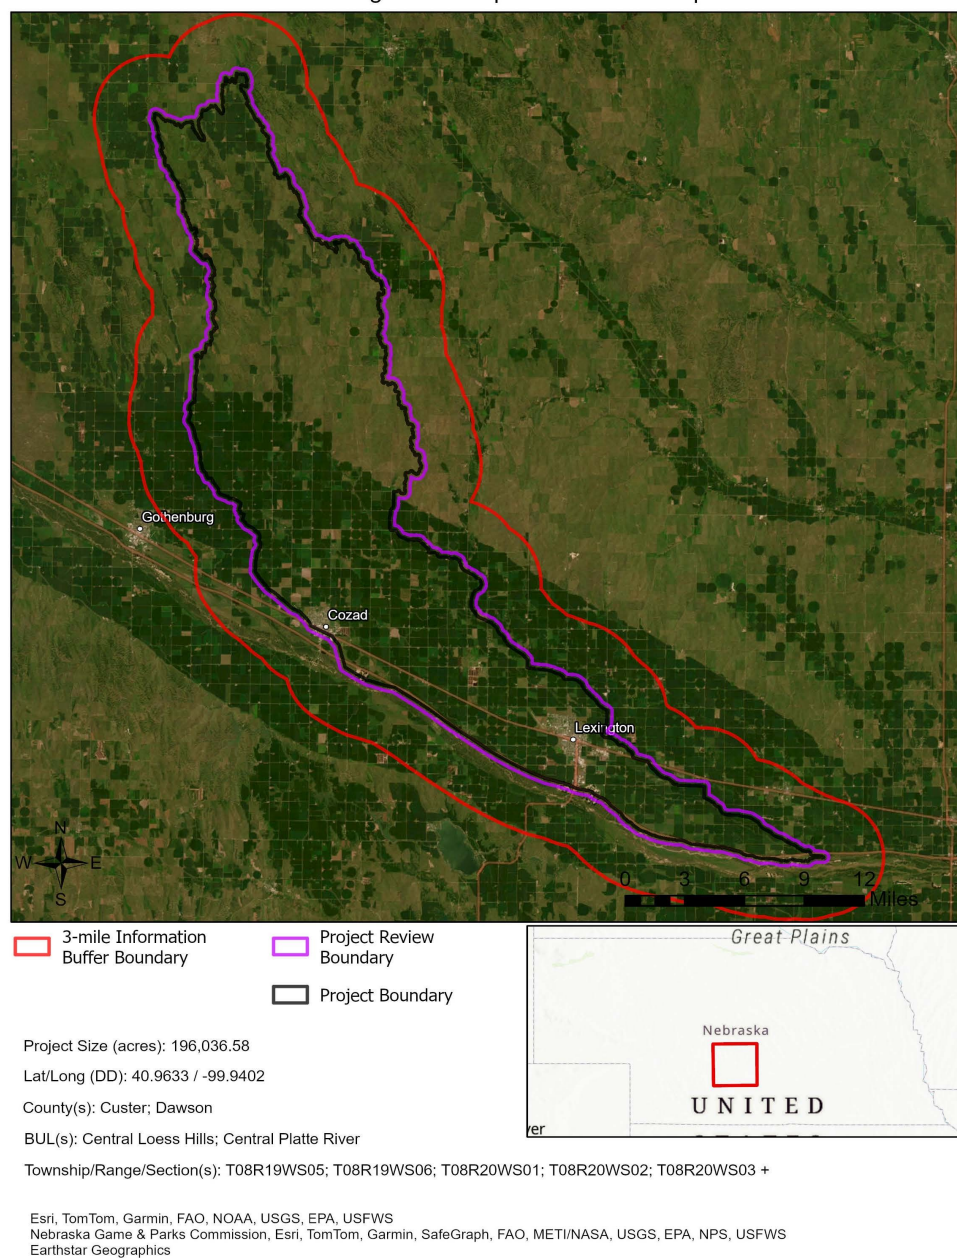 Gothenburg
Cozad
Lexington
N
W E
S
0 3 6 9 12
Miles
3-mile Information
Buffer Boundary
Project Review
Boundary
Project Boundary
Great Plains
Nebraska
UNITED
ver
Project Size (acres): 196,036.58
Lat/Long (DD): 40.9633 / -99.9402
County(s): Custer; Dawson
BUL(s): Central Loess Hills; Central Platte River
Township/Range/Section(s): T08R19WS05; T08R19WS06; T08R20WS01; T08R20WS02; T08R20WS03 +
Esri, TomTom, Garmin, FAO, NOAA, USGS, EPA, USFWS
Nebraska Game & Parks Commission, Esri, TomTom, Garmin, SafeGraph, FAO, METI/NASA, USGS, EPA, NPS, USFWS
Earthstar Geographics